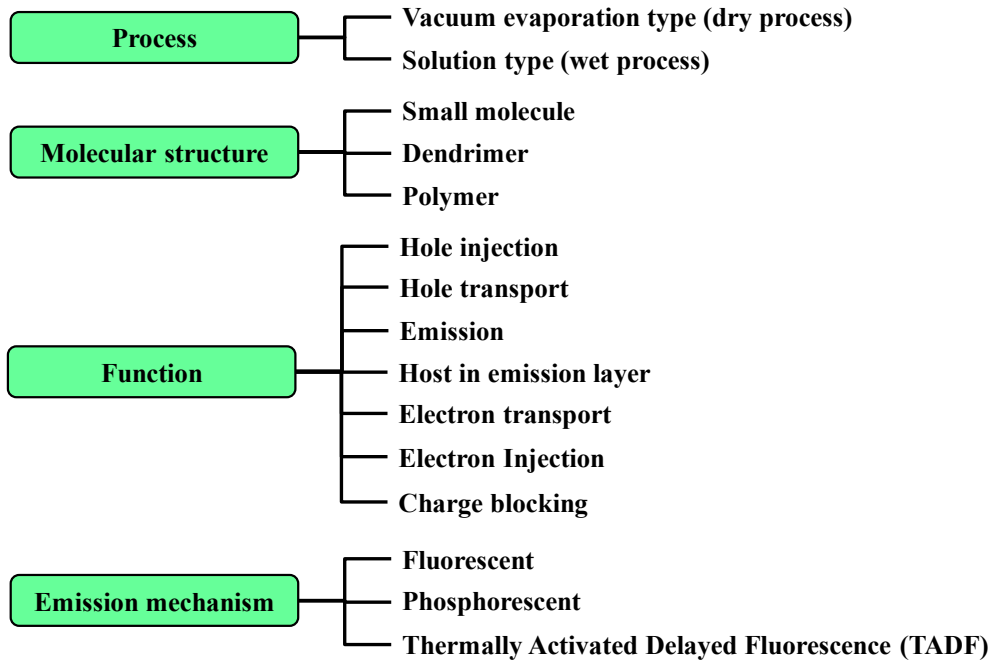 Process
Vacuum evaporation type (dry process)
Solution type (wet process)
Molecular structure
Small molecule
Dendrimer
Polymer
Function
Hole injection
Hole transport
Emission
Host in emission layer
Electron transport
Electron Injection
Charge blocking
Emission mechanism
Fluorescent
Phosphorescent
Thermally Activated Delayed Fluorescence (TADF)